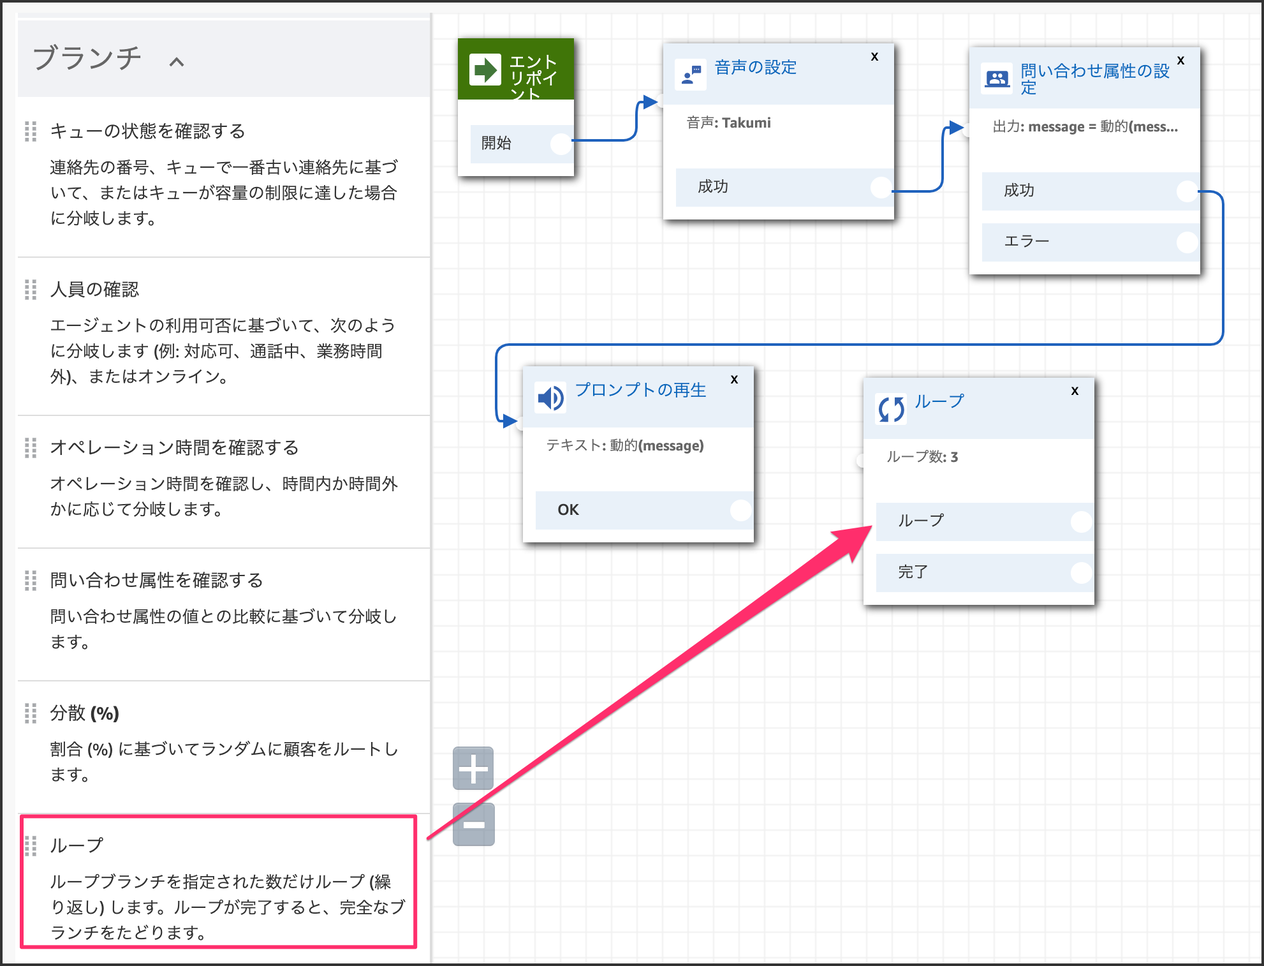 ブランチ
キューの状態を確認する
連絡先の番号、キューで一番古い連絡先に基づ
いて、またはキューが容量の制限に達した場合
に分岐します。
人員の確認
エージェントの利用可否に基づいて、次のよう
に分岐します (例: 対応可、通話中、業務時間
外)、またはオンライン。
オペレーション時間を確認する
オペレーション時間を確認し、時間内か時間外
かに応じて分岐します。
問い合わせ属性を確認する
問い合わせ属性の値との比較に基づいて分岐し
ます。
分散 (%)
割合 (%) に基づいてランダムに顧客をルートし
ます。
ループ
ループブランチを指定された数だけループ (繰
り返し) します。ループが完了すると、完全なブ
ランチをたどります。
エント
リポイ
ント
開始
音声の設定
x
音声: Takumi
成功
問い合わせ属性の設
定
x
出力: message = 動的(mess...
成功
エラー
プロンプトの再生
x
テキスト: 動的(message)
OK
ループ
x
ループ数: 3
ループ
完了